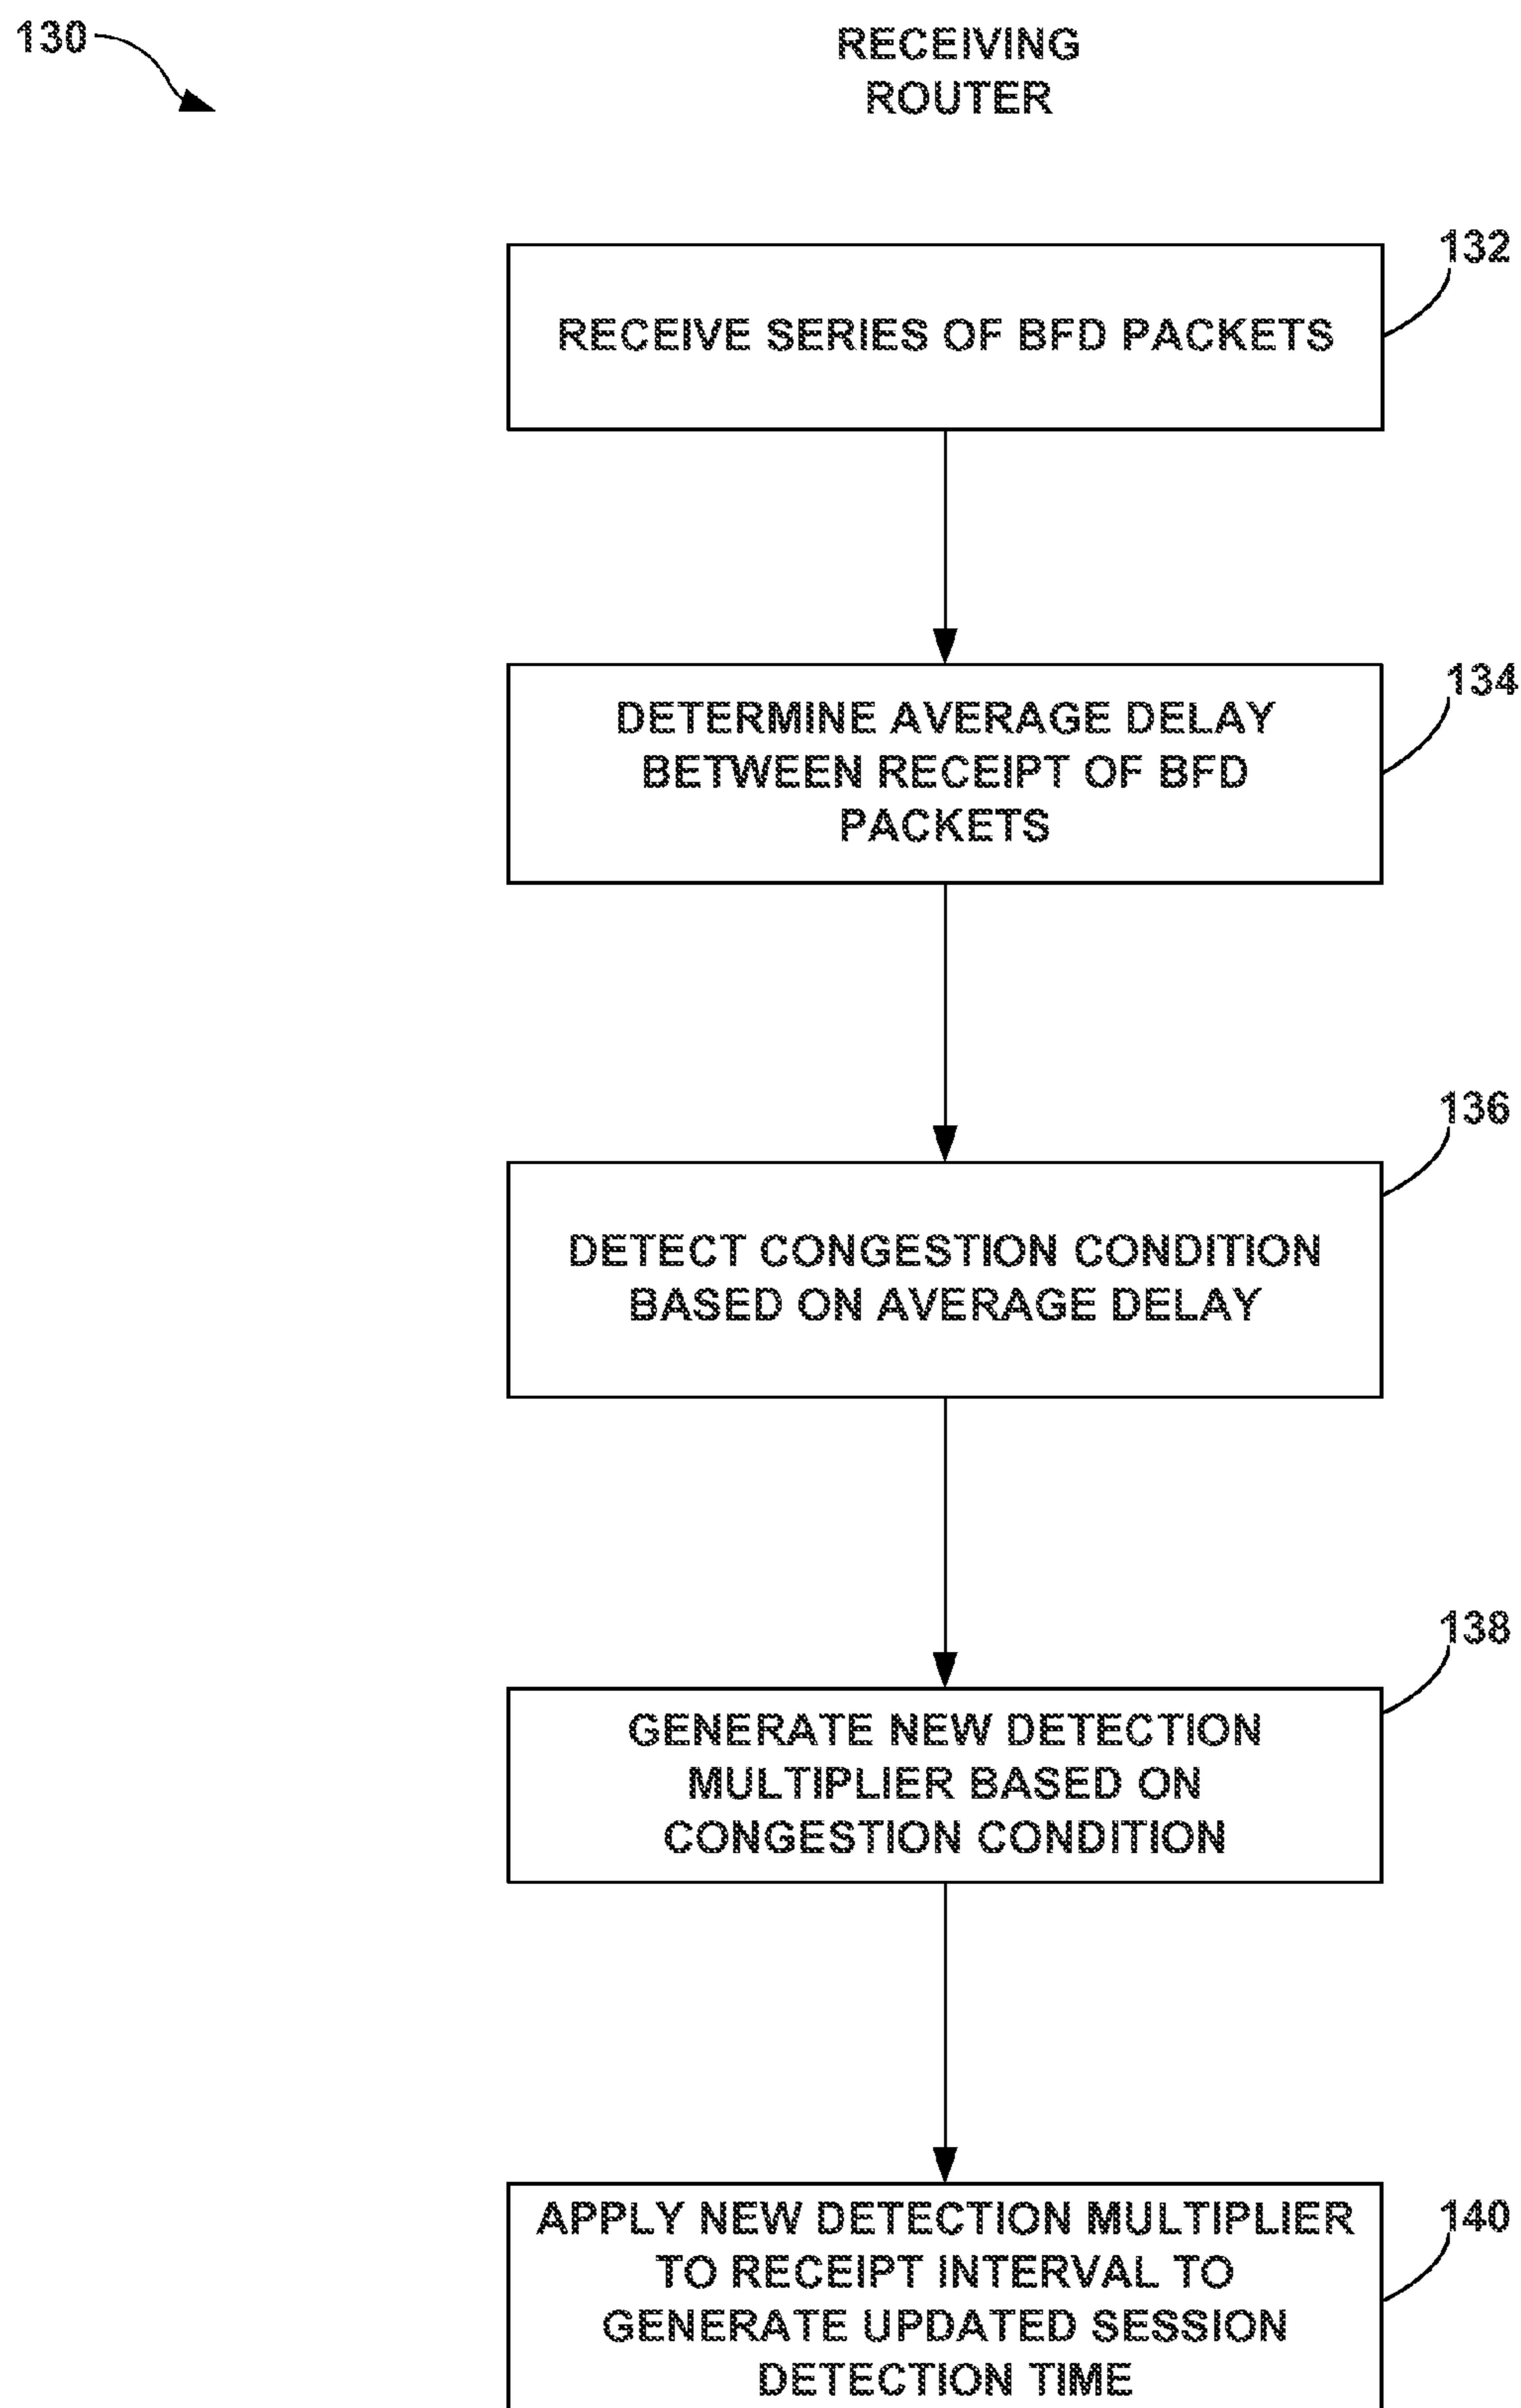 130
RECEIVING
ROUTER
132
RECEIVE SERIES OF BFD PACKETS
134
DETERMINE AVERAGE DELAY
BETWEEN RECEIPT OF BFD
PACKETS
136
DETECT CONGESTION CONDITION
BASED ON AVERAGE DELAY
138
GENERATE NEW DETECTION
MULTIPLIER BASED ON
CONGESTION CONDITION
140
APPLY NEW DETECTION MULTIPLIER
TO RECEIPT INTERVAL TO
GENERATE UPDATED SESSION
DETECTION TIME